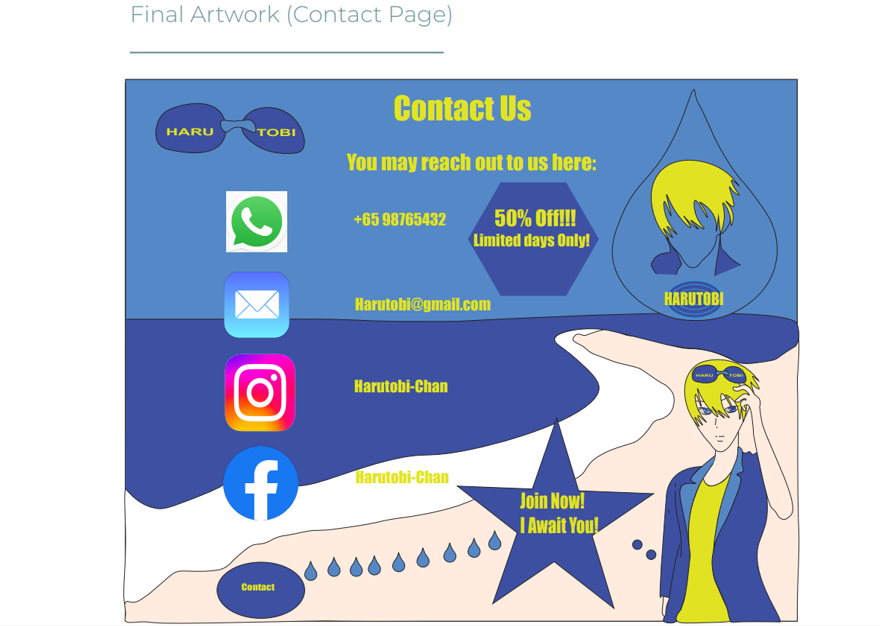 Final Artwork (Contact Page)
HARU TOBI
Contact Us
You may reach out to us here:
+65 98765432
50% Off!!!
Limited days Only!
HARUTOBI
Harutobi@gmail.com
Harutobi-Chan
HARU TOBI
Harutobi-Chan
Join Now!
I Await You!
Contact